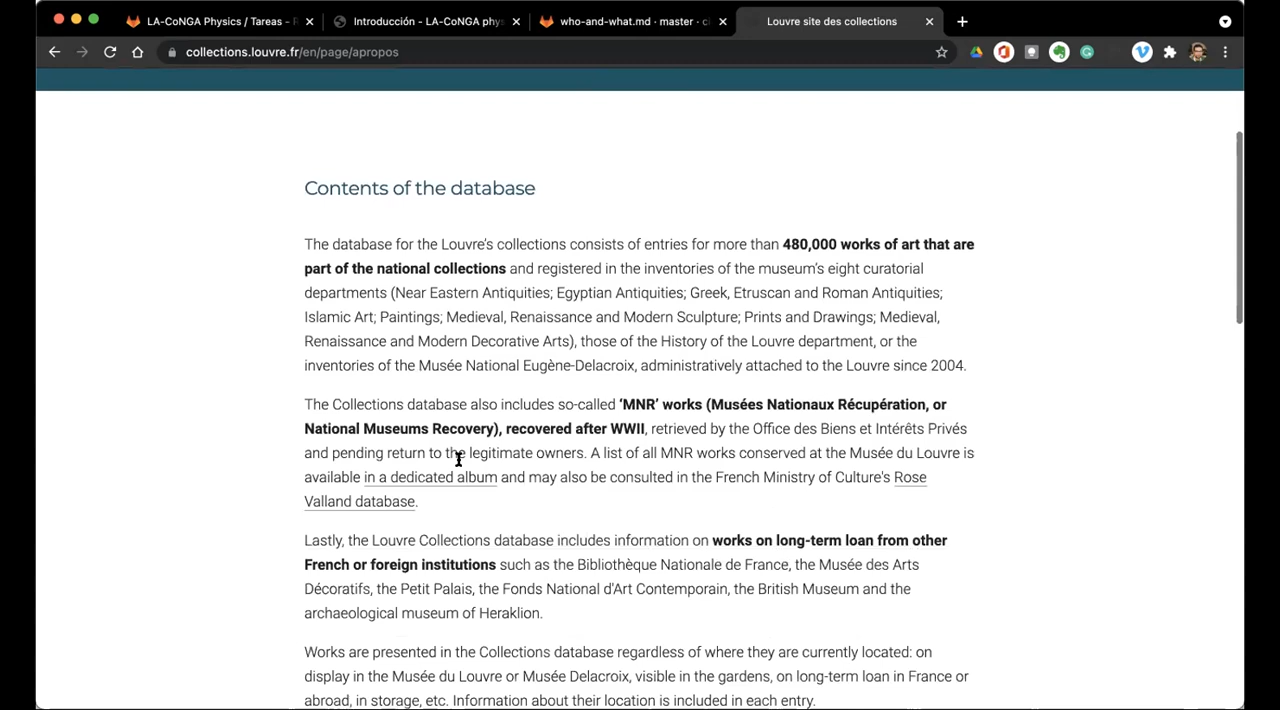 LA-CoNGA Physics / Tareas -
Introducción - LA-CoNGA phys
who-and-what.md · master · ci
Louvre site des collections
collections.louvre.fr/en/page/apropos
Contents of the database
The database for the Louvre's collections consists of entries for more than 480,000 works of art that are
part of the national collections and registered in the inventories of the museum's eight curatorial
departments (Near Eastern Antiquities; Egyptian Antiquities; Greek, Etruscan and Roman Antiquities;
Islamic Art; Paintings; Medieval, Renaissance and Modern Sculpture; Prints and Drawings; Medieval,
Renaissance and Modern Decorative Arts), those of the History of the Louvre department, or the
inventories of the Musée National Eugène-Delacroix, administratively attached to the Louvre since 2004.
The Collections database also includes so-called ‘MNR’ works (Musées Nationaux Récupération, or
National Museums Recovery), recovered after WWII, retrieved by the Office des Biens et Intérêts Privés
and pending return to the legitimate owners. A list of all MNR works conserved at the Musée du Louvre is
available in a dedicated album and may also be consulted in the French Ministry of Culture's Rose
Valland database.
Lastly, the Louvre Collections database includes information on works on long-term loan from other
French or foreign institutions such as the Bibliothèque Nationale de France, the Musée des Arts
Décoratifs, the Petit Palais, the Fonds National d'Art Contemporain, the British Museum and the
archaeological museum of Heraklion.
Works are presented in the Collections database regardless of where they are currently located: on
display in the Musée du Louvre or Musée Delacroix, visible in the gardens, on long-term loan in France or
abroad, in storage, etc. Information about their location is included in each entry.